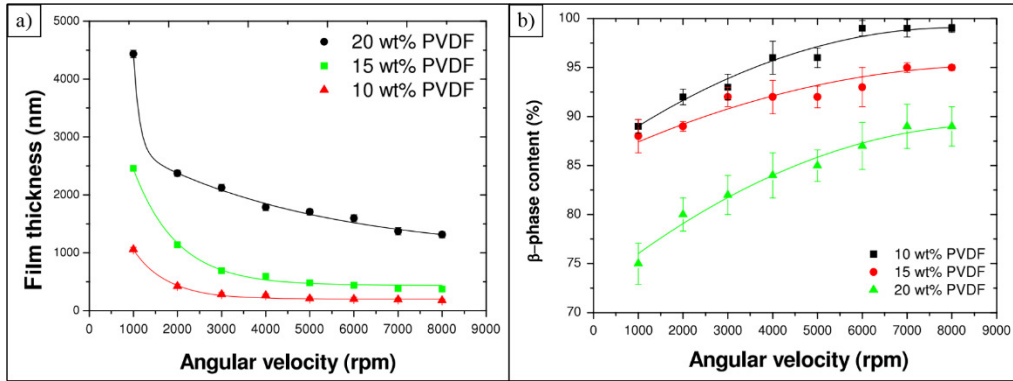 a)
20 wt% PVDF
15 wt% PVDF
10 wt% PVDF
Film thickness (nm)
5000
4000
3000
2000
1000
0
0 1000 2000 3000 4000 5000 6000 7000 8000 9000
Angular velocity (rpm)
b)
β-phase content (%)
100
95
90
85
80
75
70
10 wt% PVDF
15 wt% PVDF
20 wt% PVDF
0 1000 2000 3000 4000 5000 6000 7000 8000 9000
Angular velocity (rpm)